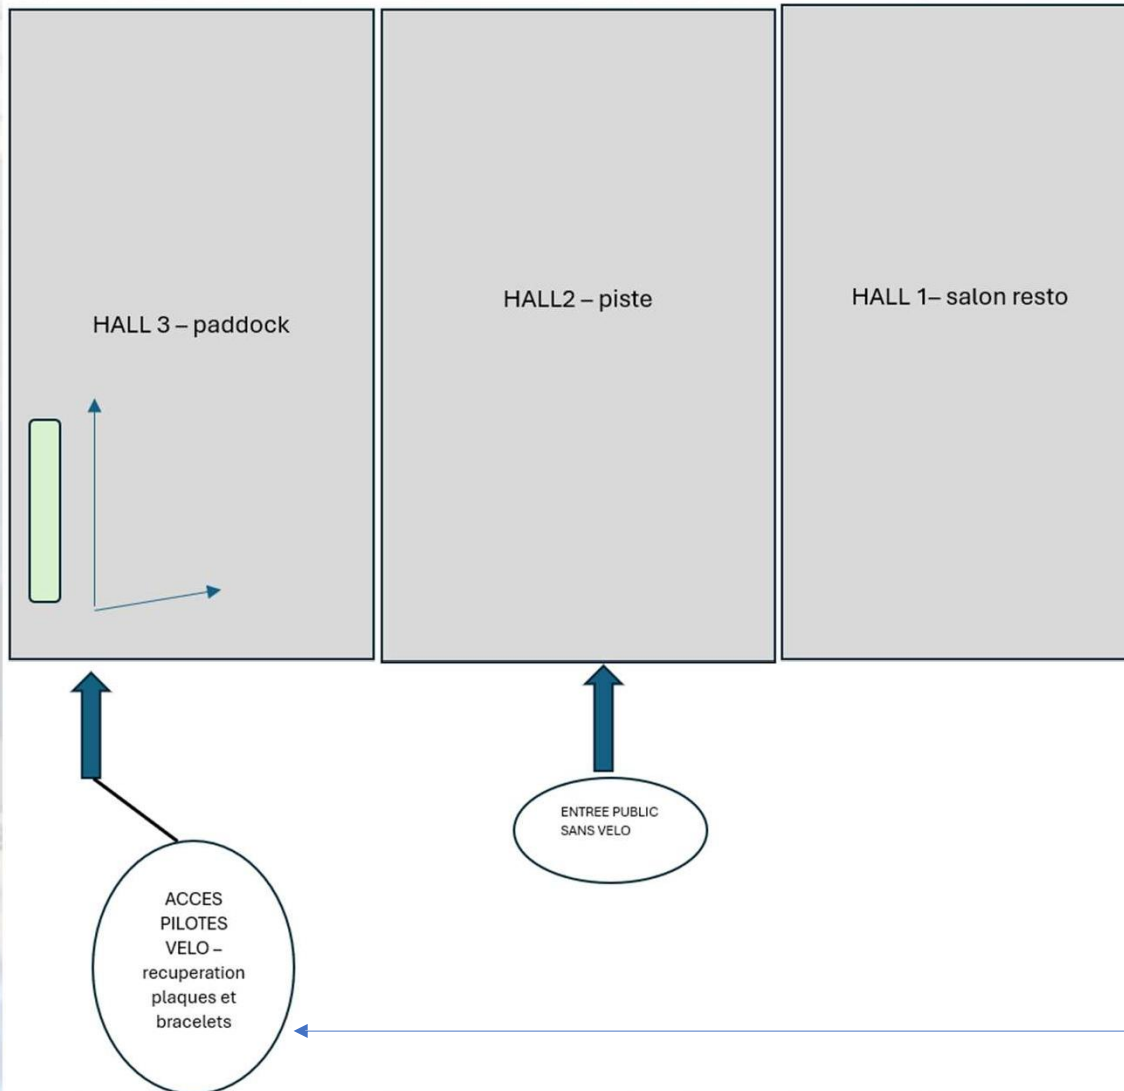 HALL 3 – paddock
HALL2 – piste
HALL 1– salon resto
ENTREE PUBLIC
SANS VELO
ACCES
PILOTES
VELO –
recuperation
plaques et
bracelets